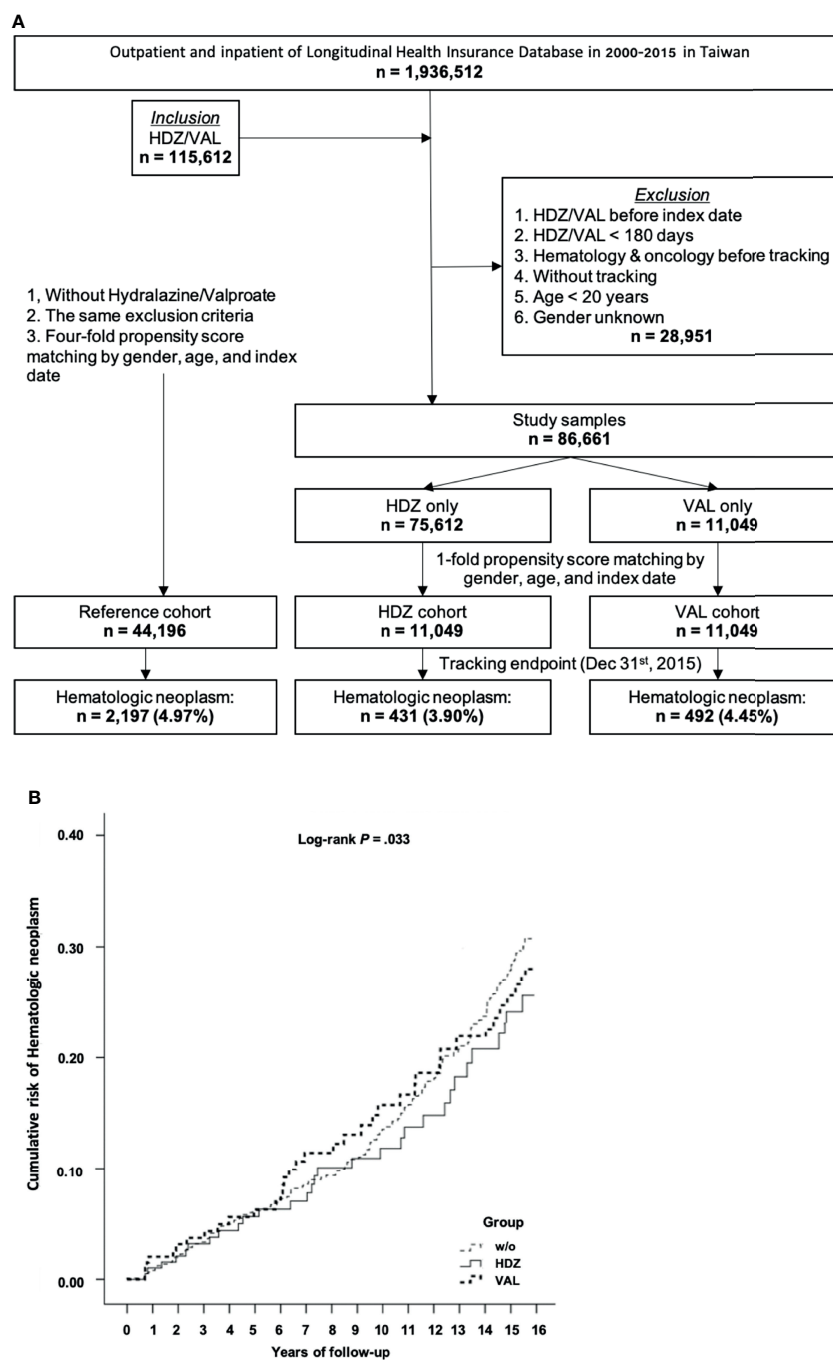 A
Outpatient and inpatient of Longitudinal Health Insurance Database in 2000-2015 in Taiwan
n = 1,936,512
Inclusion
HDZ/VAL
n = 115,612
Exclusion
1. HDZ/VAL before index date
2. HDZ/VAL < 180 days
3. Hematology & oncology before tracking
4. Without tracking
5. Age < 20 years
6. Gender unknown
n = 28,951
1, Without Hydralazine/Valproate
2. The same exclusion criteria
3. Four-fold propensity score
matching by gender, age, and index
date
Study samples
n = 86,661
HDZ only
n = 75,612
VAL only
n = 11,049
1-fold propensity score matching by
gender, age, and index date
Reference cohort
n = 44,196
HDZ cohort
n = 11,049
VAL cohort
n = 11,049
Tracking endpoint (Dec 31st, 2015)
Hematologic neoplasm:
n = 2,197 (4.97%)
Hematologic neoplasm:
n = 431 (3.90%)
Hematologic neoplasm:
n = 492 (4.45%)
B
Log-rank P = .033
Cumulative risk of Hematologic neoplasm
0.40
0.30
0.20
0.10
0.00
Group
w/o
HDZ
VAL
0 1 2 3 4 5 6 7 8 9 10 11 12 13 14 15 16
Years of follow-up